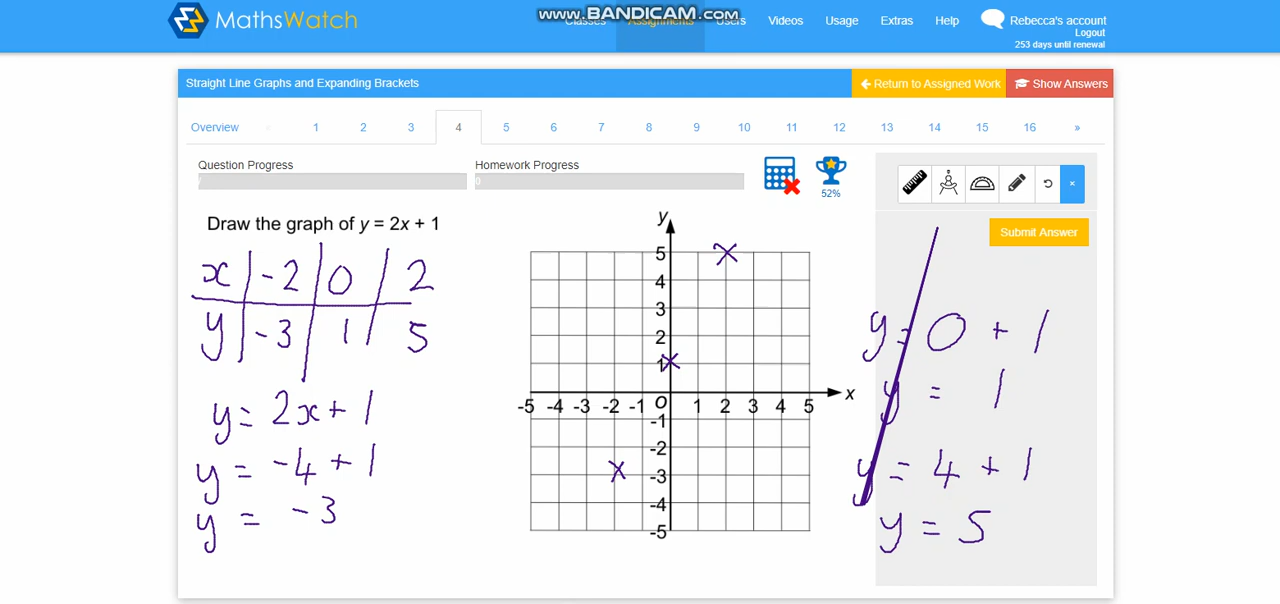 www.BANDICAM.com
MathsWatch
Classes Assignments Users Videos Usage Extras Help Rebecca's account
Logout
253 days until renewal
Straight Line Graphs and Expanding Brackets
Return to Assigned Work
Show Answers
Overview 1 2 3 4 5 6 7 8 9 10 11 12 13 14 15 16 »
Question Progress
Homework Progress
0
52%
Submit Answer
Draw the graph of y = 2x + 1
x -2 0 2
y -3 1 5
y = 2x + 1
y = -4 + 1
y = -3
y
5
4
3
2
1
-5 -4 -3 -2 -1 O 1 2 3 4 5 x
-1
-2
-3
-4
-5
y = 0 + 1
y = 1
y = 4 + 1
y = 5